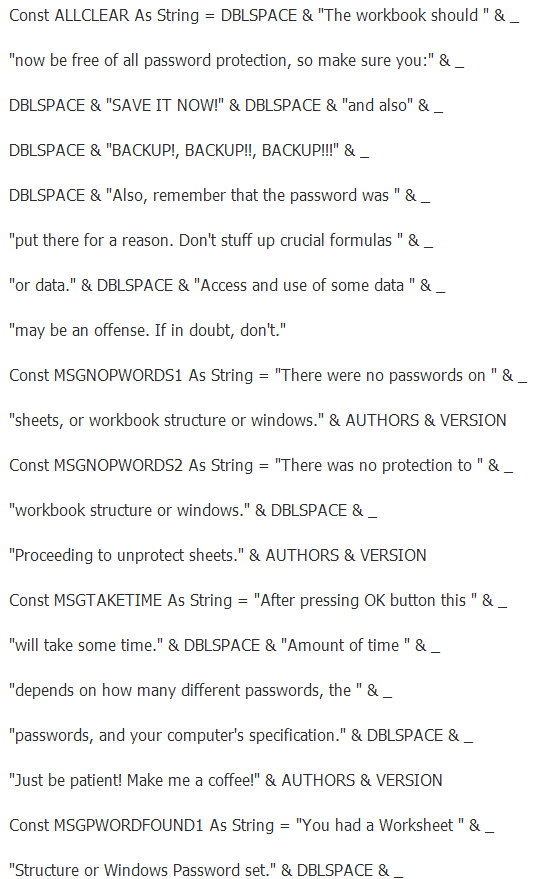 Const ALLCLEAR As String = DBLSPACE & "The workbook should " & _
"now be free of all password protection, so make sure you:" & _
DBLSPACE & "SAVE IT NOW!" & DBLSPACE & "and also" & _
DBLSPACE & "BACKUP!, BACKUP!!, BACKUP!!!" & _
DBLSPACE & "Also, remember that the password was " & _
"put there for a reason. Don't stuff up crucial formulas " & _
"or data." & DBLSPACE & "Access and use of some data " & _
"may be an offense. If in doubt, don't."
Const MSGNOPWORDS1 As String = "There were no passwords on " & _
"sheets, or workbook structure or windows." & AUTHORS & VERSION
Const MSGNOPWORDS2 As String = "There was no protection to " & _
"workbook structure or windows." & DBLSPACE & _
"Proceeding to unprotect sheets." & AUTHORS & VERSION
Const MSGTAKETIME As String = "After pressing OK button this " & _
"will take some time." & DBLSPACE & "Amount of time " & _
"depends on how many different passwords, the " & _
"passwords, and your computer's specification." & DBLSPACE & _
"Just be patient! Make me a coffee!" & AUTHORS & VERSION
Const MSGPWORDFOUND1 As String = "You had a Worksheet " & _
"Structure or Windows Password set." & DBLSPACE & _